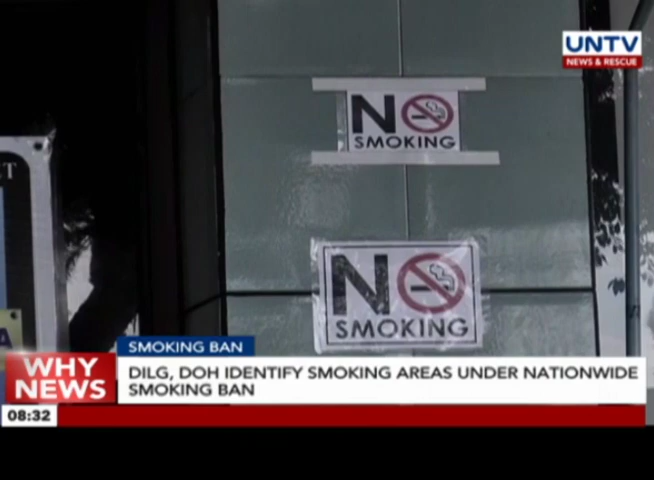 UNTV
NEWS & RESCUE
NO
SMOKING
T
NO
SMOKING
A
SMOKING BAN
WHY
NEWS
DILG, DOH IDENTIFY SMOKING AREAS UNDER NATIONWIDE
SMOKING BAN
08:32